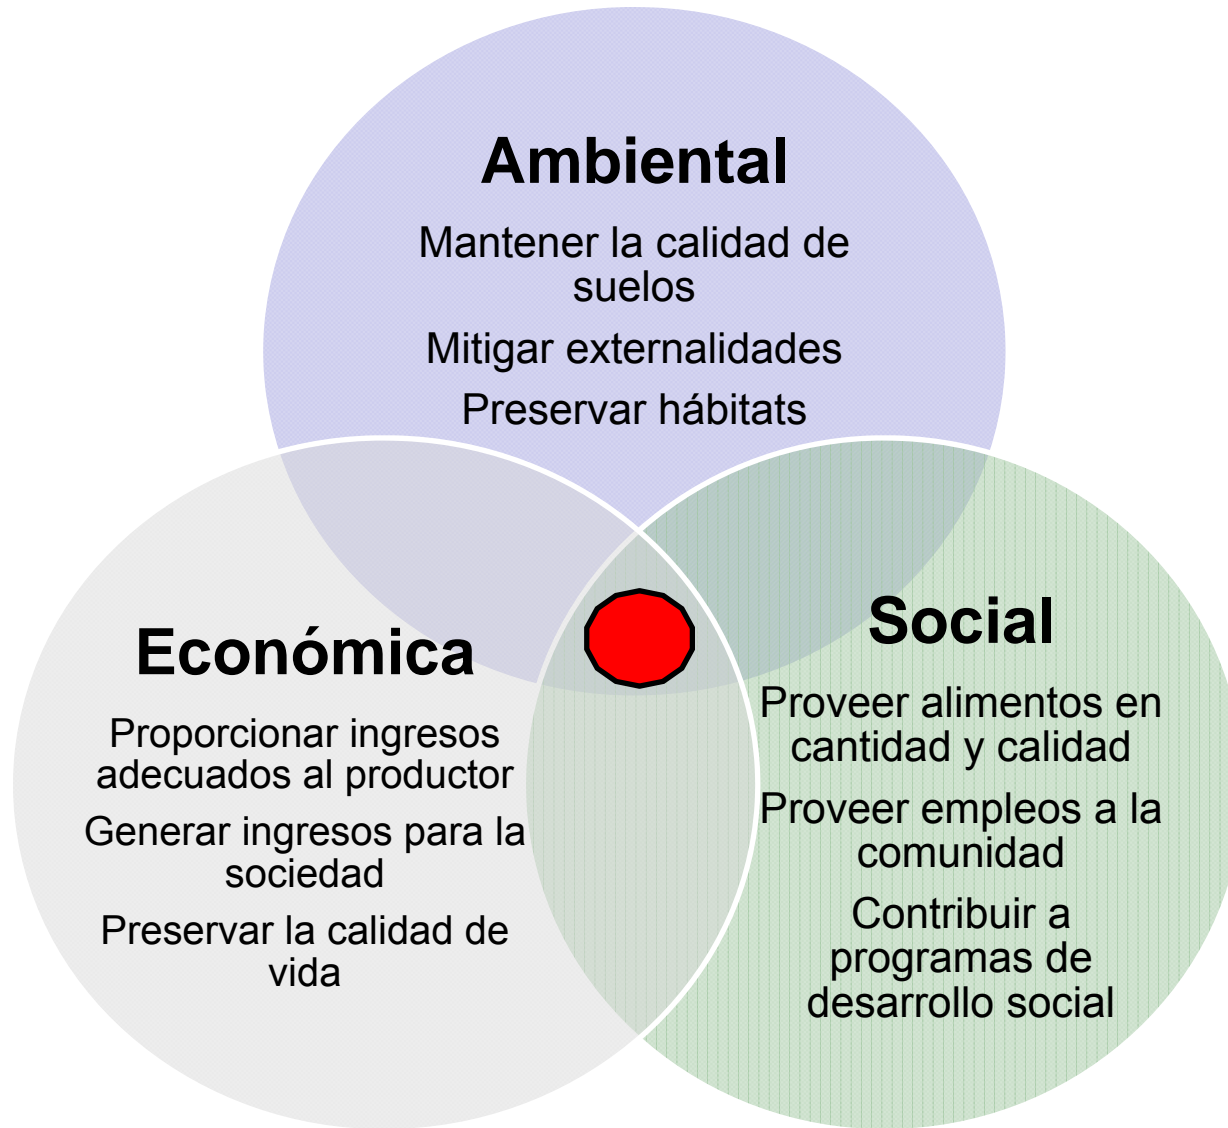 Ambiental
Mantener la calidad de
suelos
Mitigar externalidades
Preservar hábitats
Económica
Proporcionar ingresos
adecuados al productor
Generar ingresos para la
sociedad
Preservar la calidad de
vida
Social
Proveer alimentos en
cantidad y calidad
Proveer empleos a la
comunidad
Contribuir a
programas de
desarrollo social